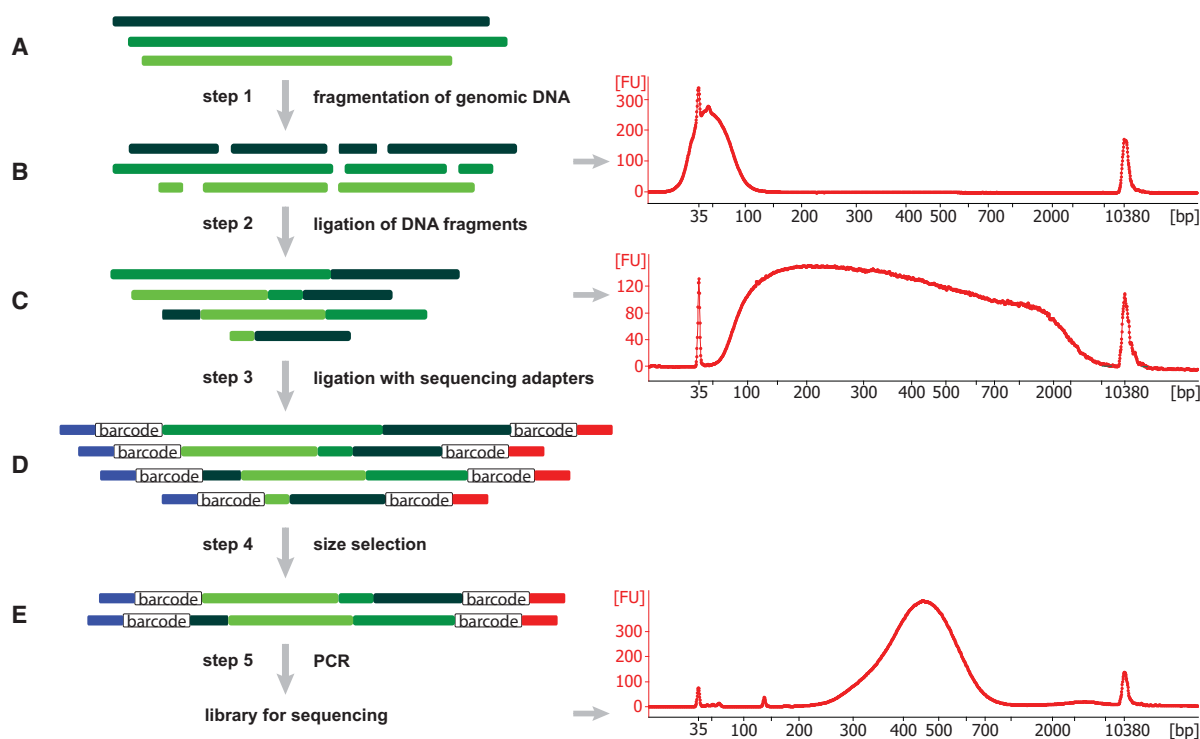 A
step 1 fragmentation of genomic DNA
B
step 2 ligation of DNA fragments
C
step 3 ligation with sequencing adapters
barcode barcode
barcode barcode
D
barcode barcode
barcode barcode
step 4 size selection
E
barcode barcode
barcode barcode
step 5 PCR
library for sequencing
[FU]
300
200
100
0
35 100 200 300 400 500 700 2000 10380 [bp]
[FU]
120
80
40
0
35 100 200 300 400 500 700 2000 10380 [bp]
[FU]
300
200
100
0
35 100 200 300 400 500 700 2000 10380 [bp]